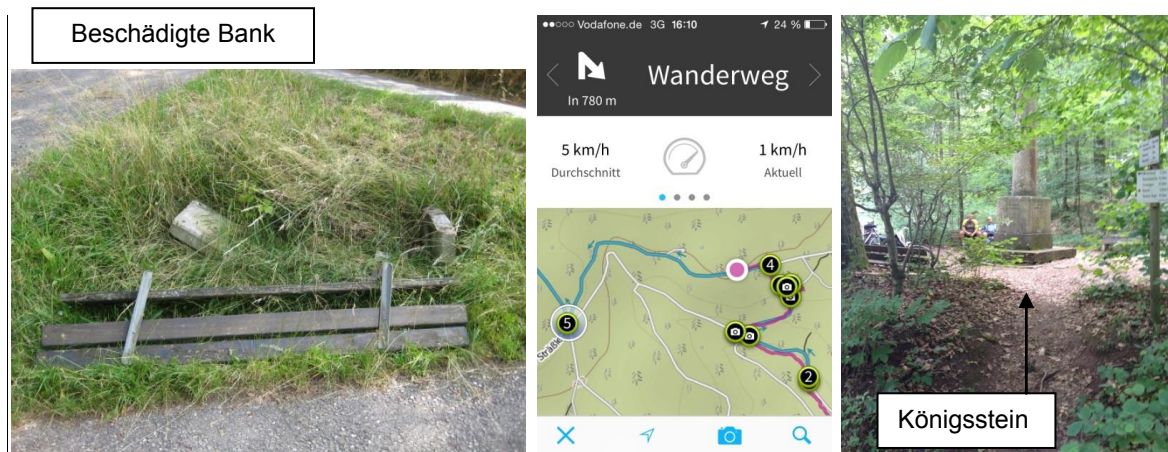 Beschädigte Bank
Vodafone.de 3G 16:10 24 %
Wanderweg
In 780 m
5 km/h
Durchschnitt
1 km/h
Aktuell
4
5
2
Königsstein